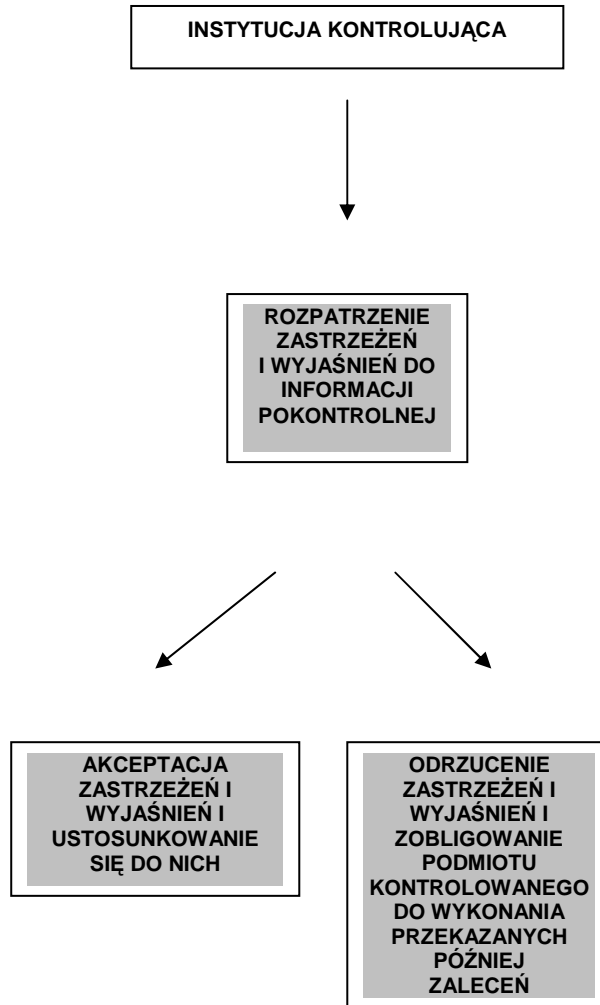 INSTYTUCJA KONTROLUJĄCA
ROZPATRZENIE
ZASTRZEŻEŃ
I WYJAŚNIEŃ DO
INFORMACJI
POKONTROLNEJ
AKCEPTACJA
ZASTRZEŻEŃ I
WYJAŚNIEŃ I
USTOSUNKOWANIE
SIĘ DO NICH
ODRZUCENIE
ZASTRZEŻEŃ I
WYJAŚNIEŃ I
ZOBLIGOWANIE
PODMIOTU
KONTROLOWANEGO
DO WYKONANIA
PRZEKAZANYCH
PÓŹNIEJ
ZALECEŃ